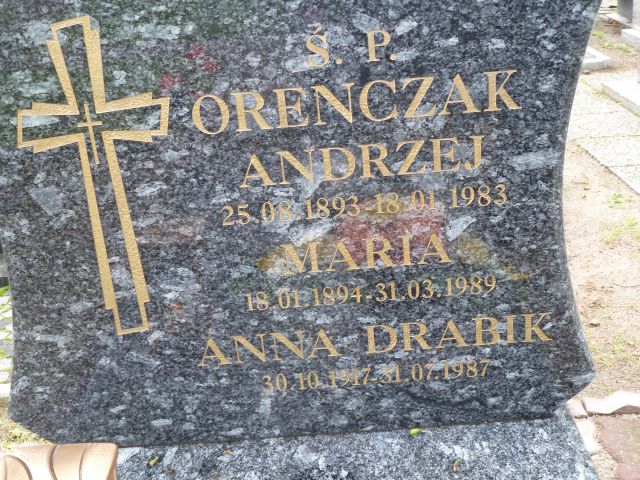 Ś. P.
OREŃCZAK
ANDRZEJ
25.08.1893-18.01.1983
MARIA
18.01.1894-31.03.1989
ANNA DRABIK
30.10.1917-31.07.1987